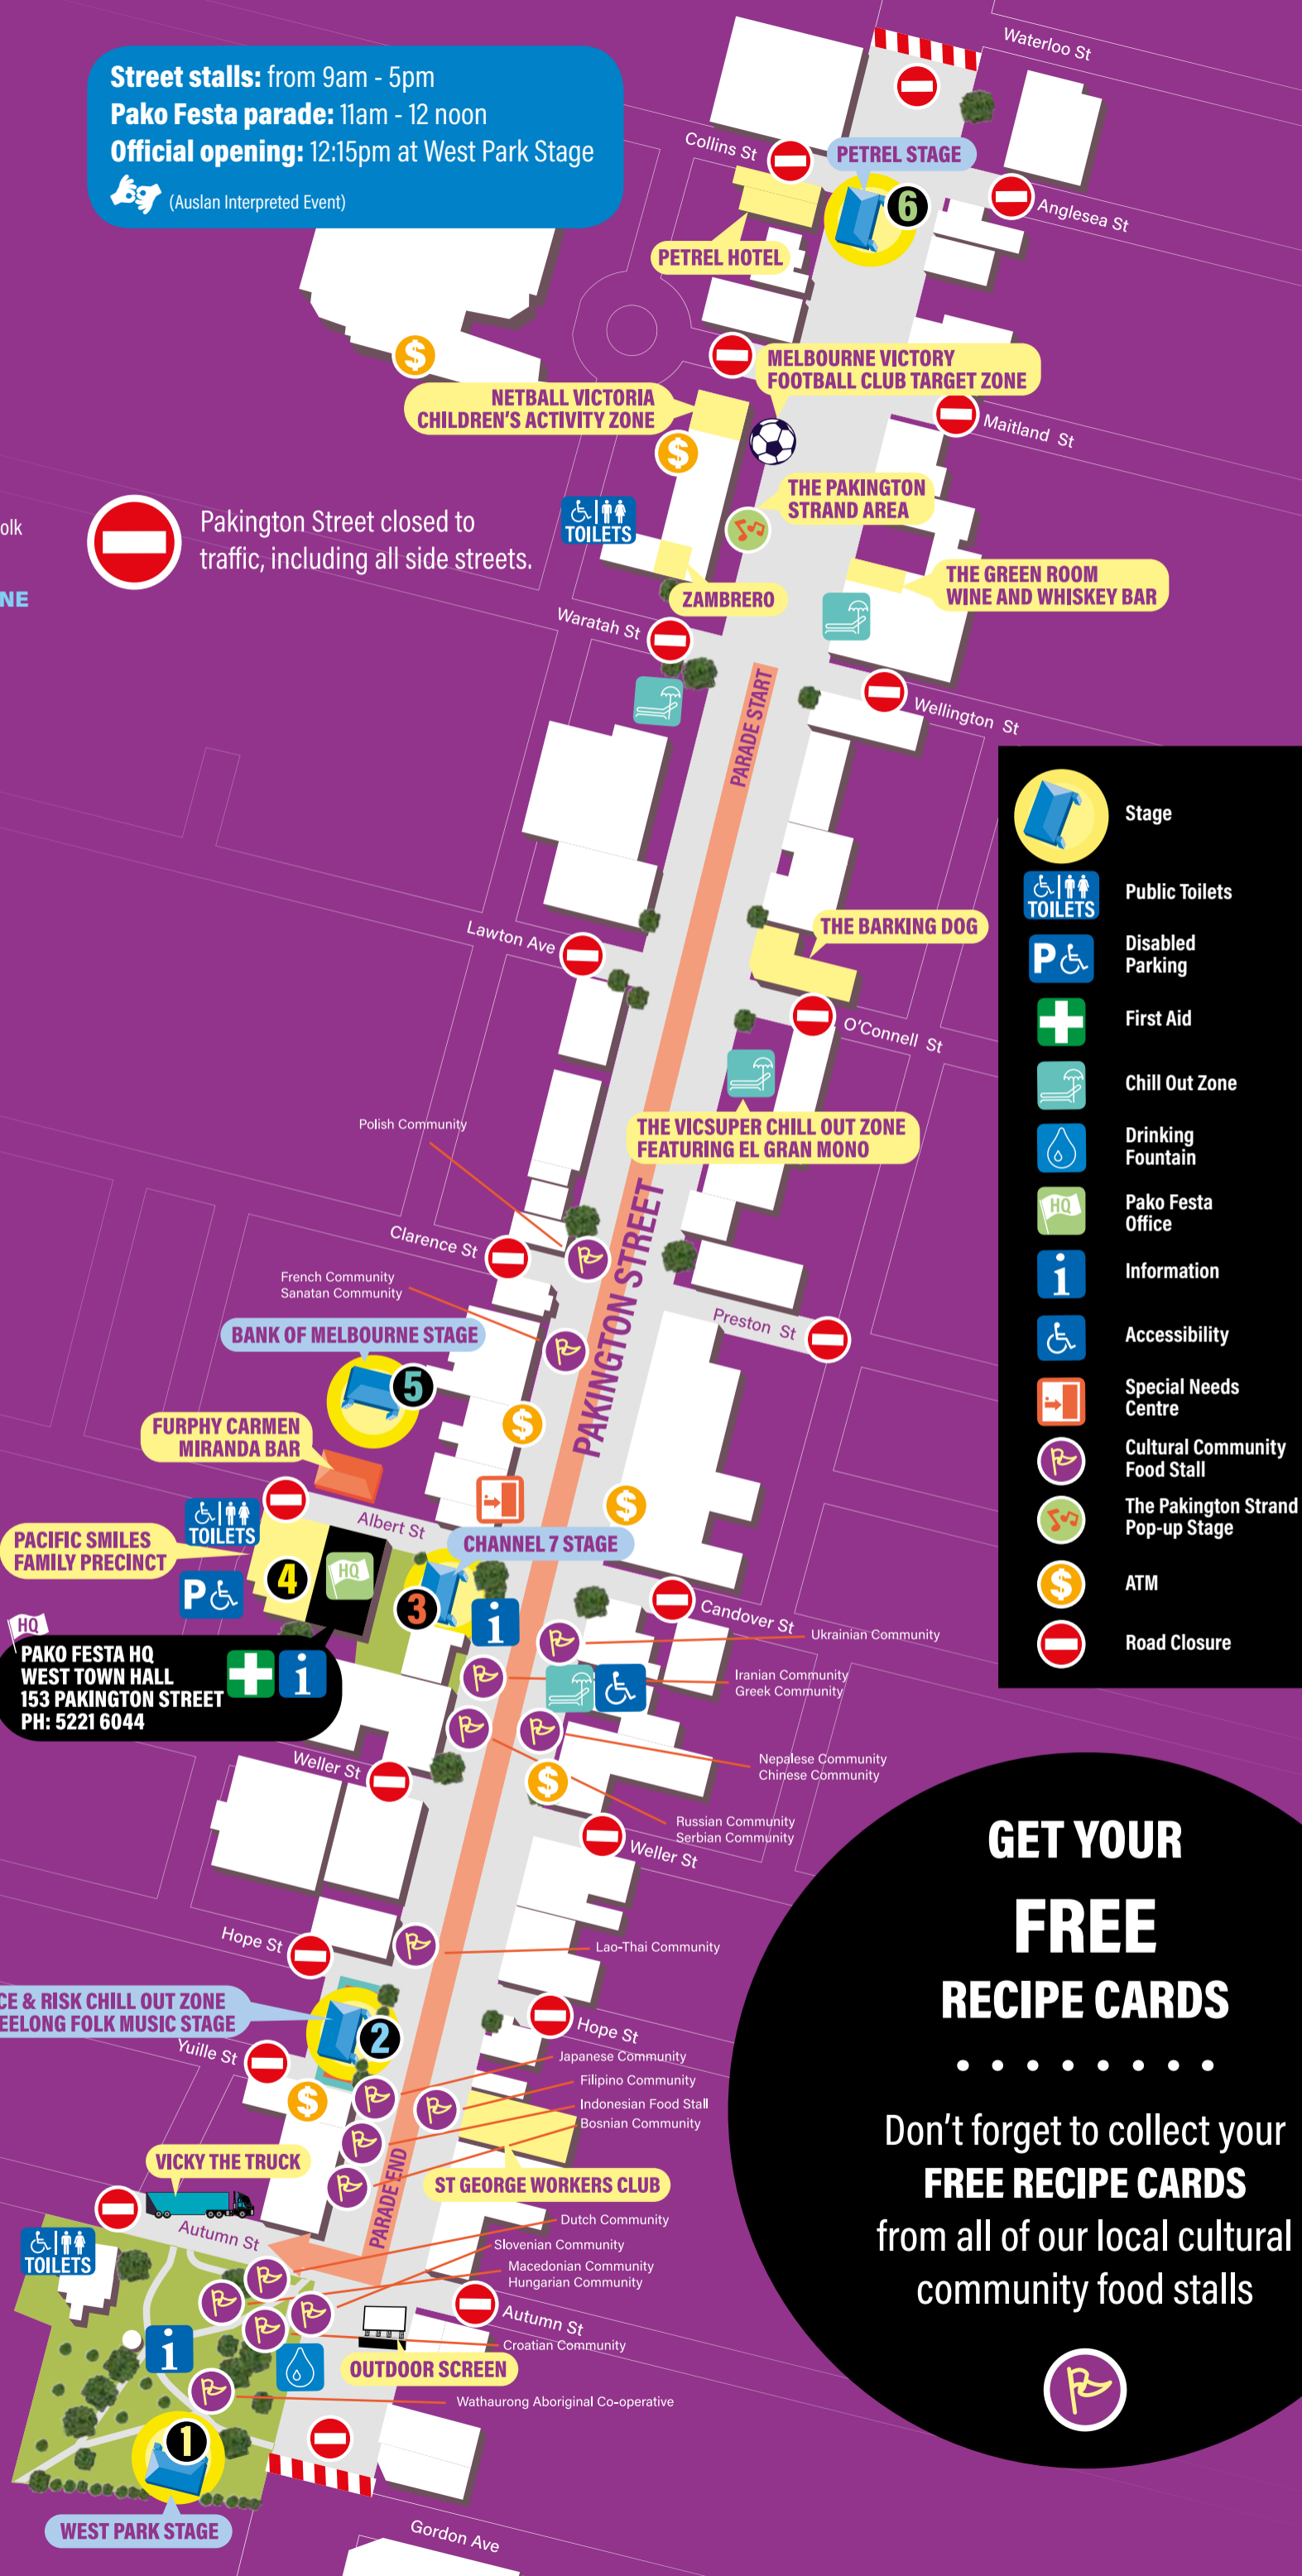 Waterloo St
Street stalls: from 9am - 5pm
Pako Festa parade: 11am - 12 noon
Official opening: 12:15pm at West Park Stage
(Auslan Interpreted Event)
Collins St
PETREL STAGE
6
Anglesea St
PETREL HOTEL
MELBOURNE VICTORY
FOOTBALL CLUB TARGET ZONE
$
NETBALL VICTORIA
CHILDREN'S ACTIVITY ZONE
Maitland St
$
THE PAKINGTON
STRAND AREA
olk
Pakington Street closed to
traffic, including all side streets.
TOILETS
NE
ZAMBRERO
THE GREEN ROOM
WINE AND WHISKEY BAR
Waratah St
PARADE START
Wellington St
Stage
TOILETS
Public Toilets
P
Disabled
Parking
First Aid
Chill Out Zone
Drinking
Fountain
HQ
Pako Festa
Office
i
Information
Accessibility
Special Needs
Centre
Cultural Community
Food Stall
The Pakington Strand
Pop-up Stage
$
ATM
Road Closure
THE BARKING DOG
Lawton Ave
O'Connell St
THE VICSUPER CHILL OUT ZONE
FEATURING EL GRAN MONO
Polish Community
PAKINGTON STREET
Clarence St
French Community
Sanatan Community
Preston St
BANK OF MELBOURNE STAGE
5
$
FURPHY CARMEN
MIRANDA BAR
$
TOILETS
Albert St
CHANNEL 7 STAGE
PACIFIC SMILES
FAMILY PRECINCT
4
HQ
P
3
i
Candover St
Ukrainian Community
HQ
PAKO FESTA HQ
WEST TOWN HALL
153 PAKINGTON STREET
PH: 5221 6044
i
Iranian Community
Greek Community
Nepalese Community
Chinese Community
Weller St
$
Russian Community
Serbian Community
Weller St
Hope St
Lao-Thai Community
CE & RISK CHILL OUT ZONE
EELONG FOLK MUSIC STAGE
2
Hope St
Yuille St
Japanese Community
Filipino Community
Indonesian Food Stall
Bosnian Community
$
VICKY THE TRUCK
PARADE END
ST GEORGE WORKERS CLUB
Autumn St
TOILETS
Dutch Community
Slovenian Community
Macedonian Community
Hungarian Community
Autumn St
Croatian Community
i
OUTDOOR SCREEN
Wathaurong Aboriginal Co-operative
1
WEST PARK STAGE
Gordon Ave
GET YOUR
FREE
RECIPE CARDS
Don't forget to collect your
FREE RECIPE CARDS
from all of our local cultural
community food stalls